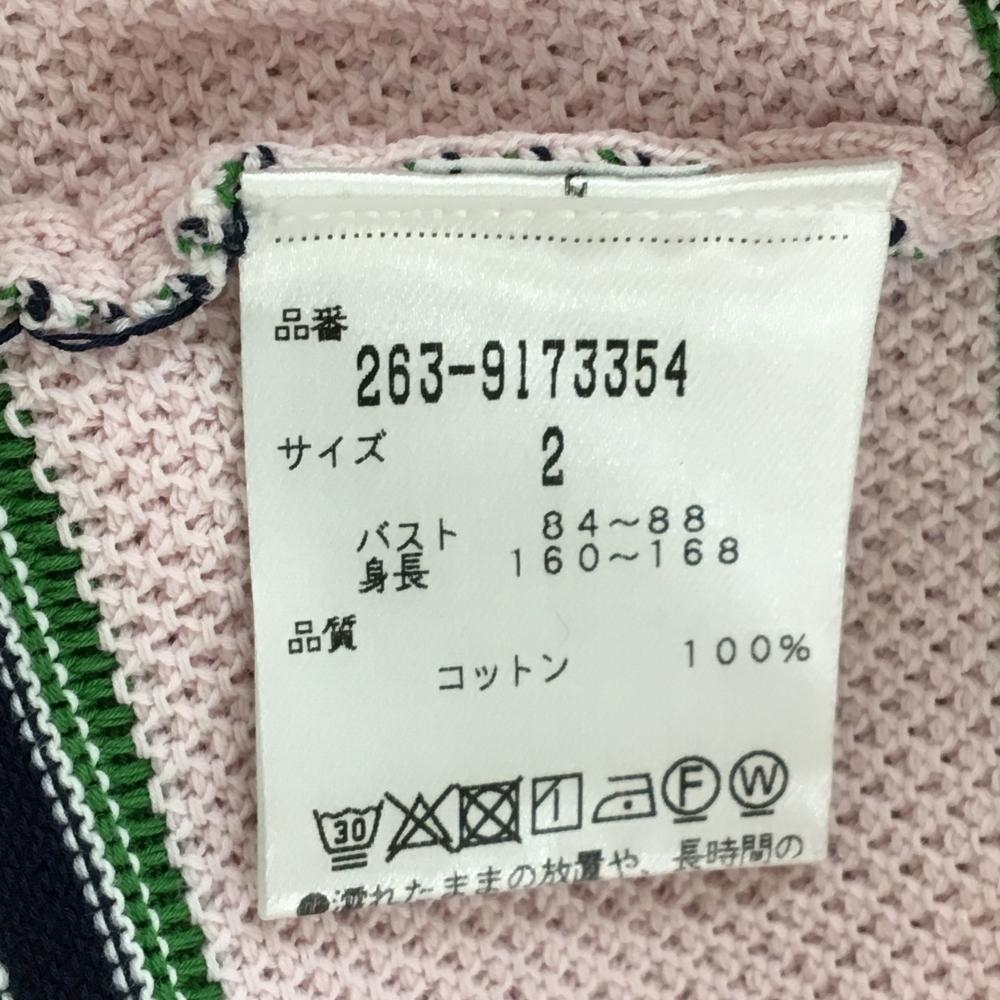 品番
263-9173354
サイズ 2
バスト 84～88
身長 160～168
品質
コットン 100%
30 F W
●濡れたままの放置や、長時間の